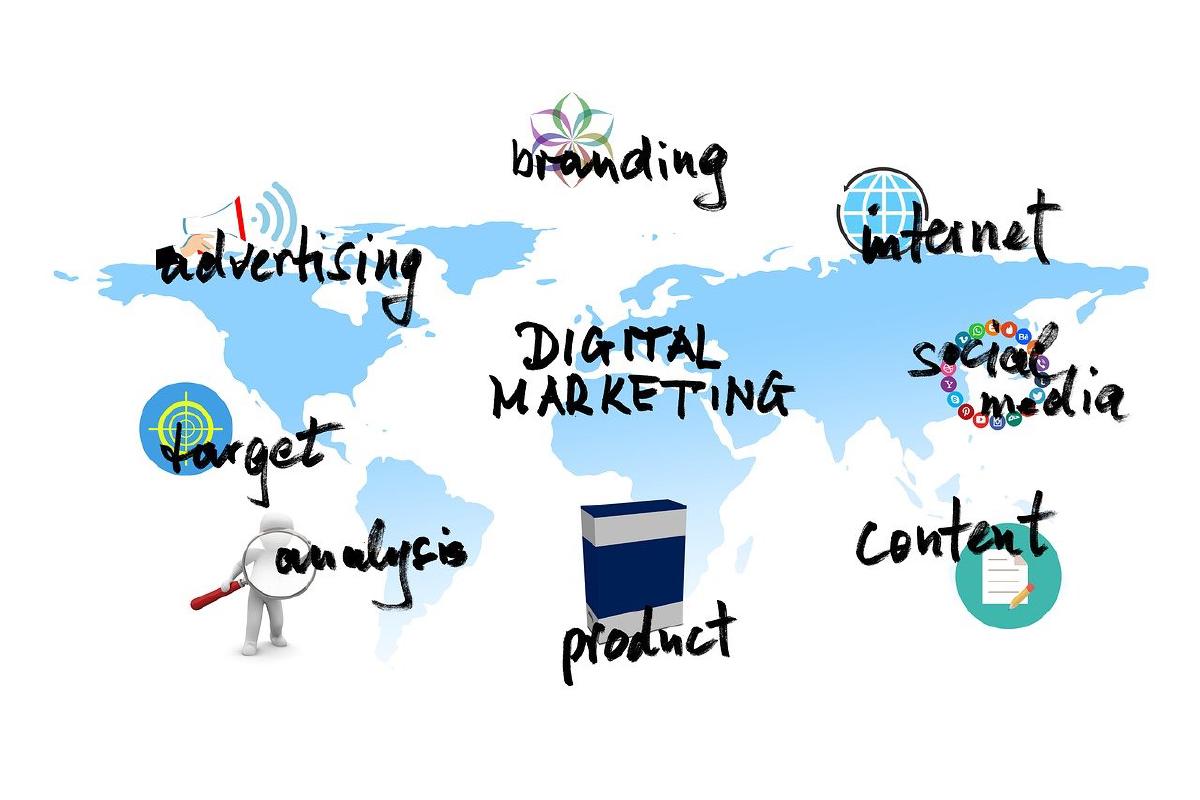 branding
internet
advertising
DIGITAL
MARKETING
social
media
target
analysis
content
product